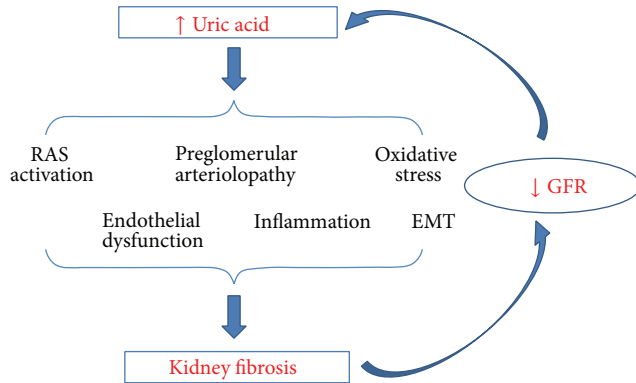 ↑ Uric acid
RAS
activation
Preglomerular
arteriolopathy
Oxidative
stress
↓ GFR
Endothelial
dysfunction
Inflammation
EMT
Kidney fibrosis